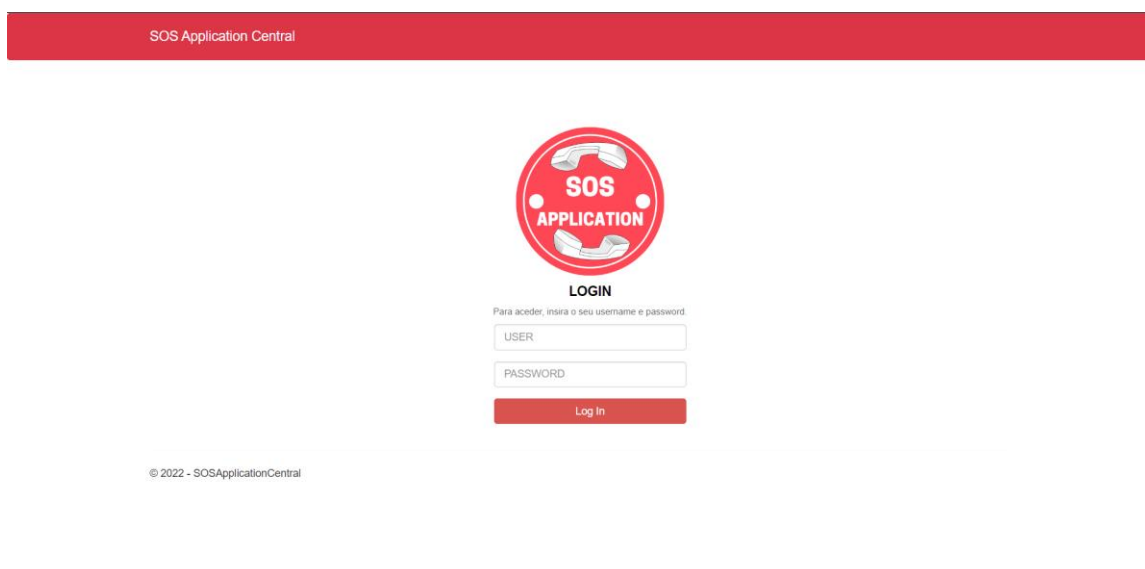 SOS Application Central
SOS
APPLICATION
LOGIN
Para aceder, insira o seu username e password.
USER
PASSWORD
Log In
© 2022 - SOSApplicationCentral